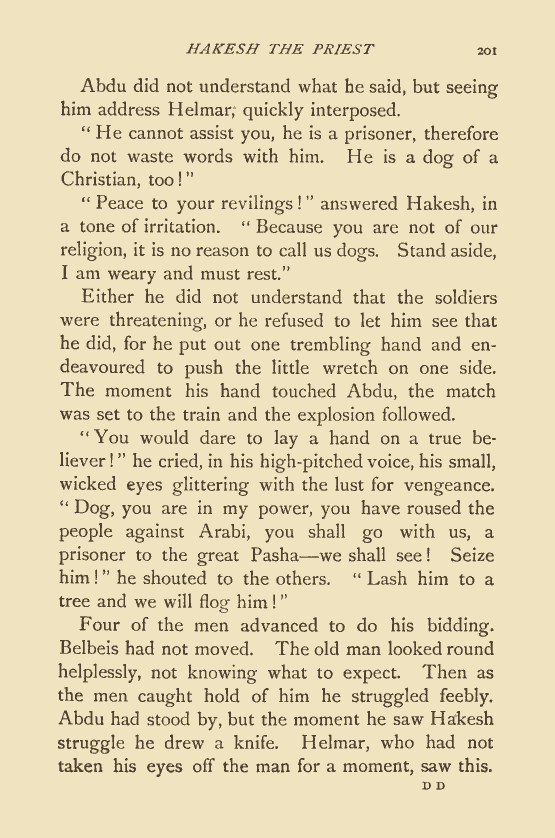 HAKESH THE PRIEST 201
Abdu did not understand what he said, but seeing
him address Helmar, quickly interposed.
“ He cannot assist you, he is a prisoner, therefore
do not waste words with him. He is a dog of a
Christian, too ! ”
“ Peace to your revilings ! ” answered Hakesh, in
a tone of irritation. “ Because you are not of our
religion, it is no reason to call us dogs. Stand aside,
I am weary and must rest.”
Either he did not understand that the soldiers
were threatening, or he refused to let him see that
he did, for he put out one trembling hand and en-
deavoured to push the little wretch on one side.
The moment his hand touched Abdu, the match
was set to the train and the explosion followed.
“ You would dare to lay a hand on a true be-
liever ! ” he cried, in his high-pitched voice, his small,
wicked eyes glittering with the lust for vengeance.
“ Dog, you are in my power, you have roused the
people against Arabi, you shall go with us, a
prisoner to the great Pasha—we shall see ! Seize
him ! ” he shouted to the others. “ Lash him to a
tree and we will flog him ! ”
Four of the men advanced to do his bidding.
Belbeis had not moved. The old man looked round
helplessly, not knowing what to expect. Then as
the men caught hold of him he struggled feebly.
Abdu had stood by, but the moment he saw Hakesh
struggle he drew a knife. Helmar, who had not
taken his eyes off the man for a moment, saw this.
D D